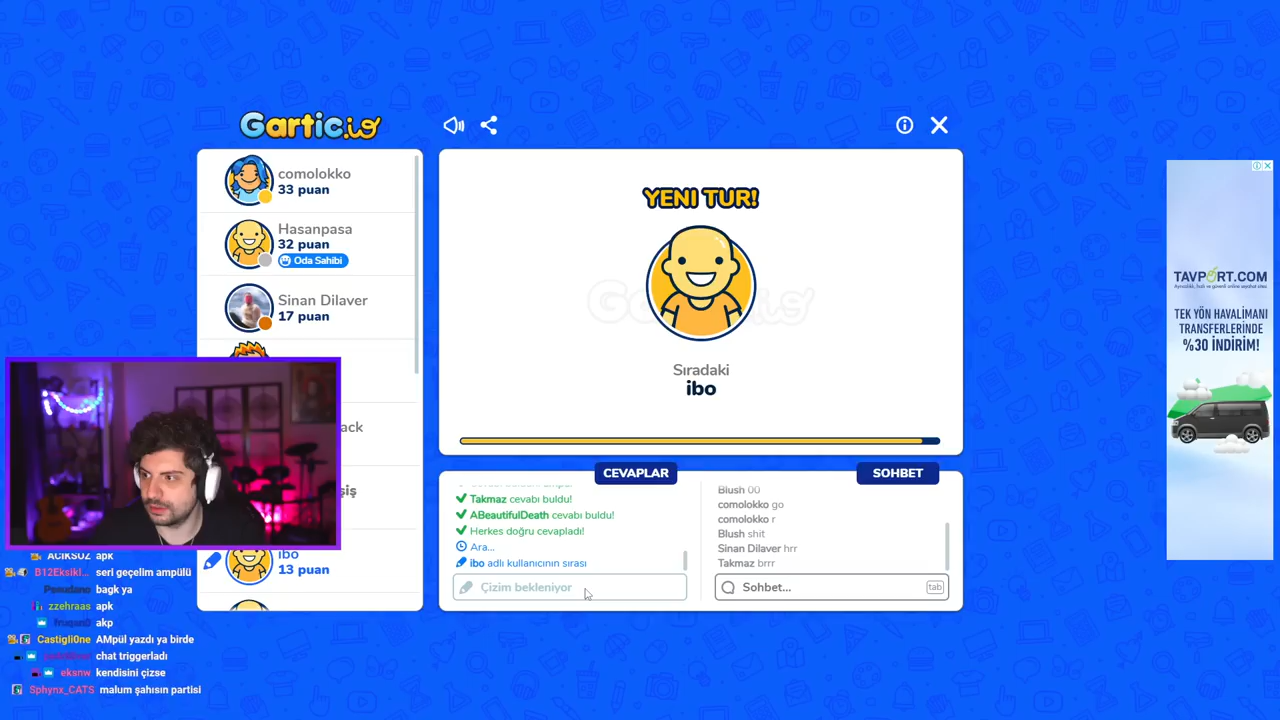 Gartic.io
comolokko
33 puan
Hasanpasa
32 puan
Oda Sahibi
Sinan Dilaver
17 puan
ack
şiş
ibo
13 puan
YENİ TUR!
Sıradaki
ibo
CEVAPLAR
SOHBET
Takmaz cevabı buldu!
ABeautifulDeath cevabı buldu!
Herkes doğru cevapladı!
Ara...
ibo adlı kullanıcının sırası
Çizim bekleniyor
Blush 00
comolokko go
comolokko r
Blush shit
Sinan Dilaver hrr
Takmaz brrr
Sohbet...
tab
ACIKSOZ apk
B12Eksikl... seri geçelim ampülü
bagk ya
zzehraas apk
akp
Castigli0ne AMpül yazdı ya birde
chat triggerladı
eksnw kendisini çizse
Sphynx_CATS malum şahısın partisi
TAVPORT.COM
TEK YÖN HAVALİMANI
TRANSFERLERİNDE
%30 İNDİRİM!